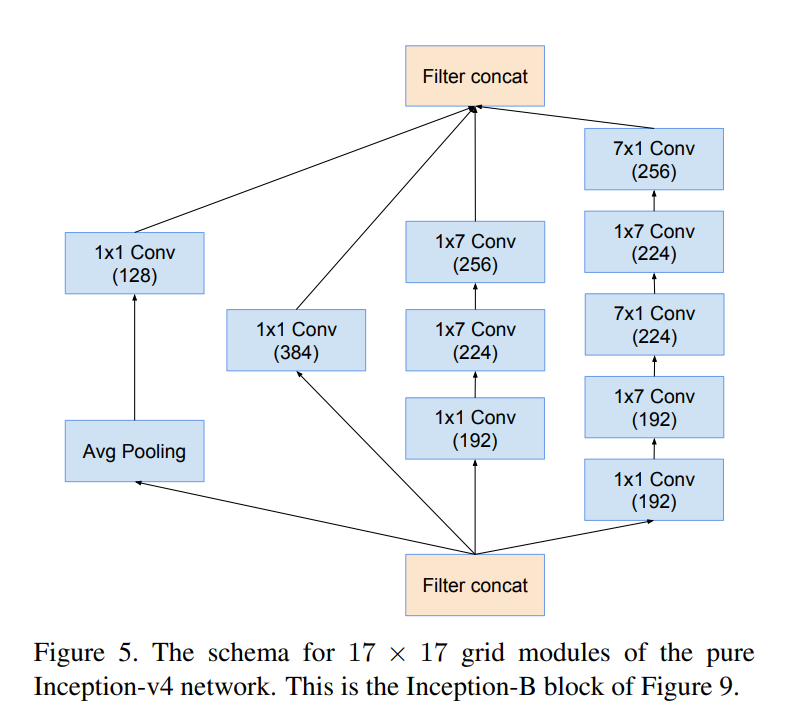 Filter concat
1x1 Conv
(128)
Avg Pooling
1x1 Conv
(384)
1x7 Conv
(256)
1x7 Conv
(224)
1x1 Conv
(192)
7x1 Conv
(256)
1x7 Conv
(224)
7x1 Conv
(224)
1x7 Conv
(192)
1x1 Conv
(192)
Filter concat
Figure 5. The schema for 17 × 17 grid modules of the pure
Inception-v4 network. This is the Inception-B block of Figure 9.